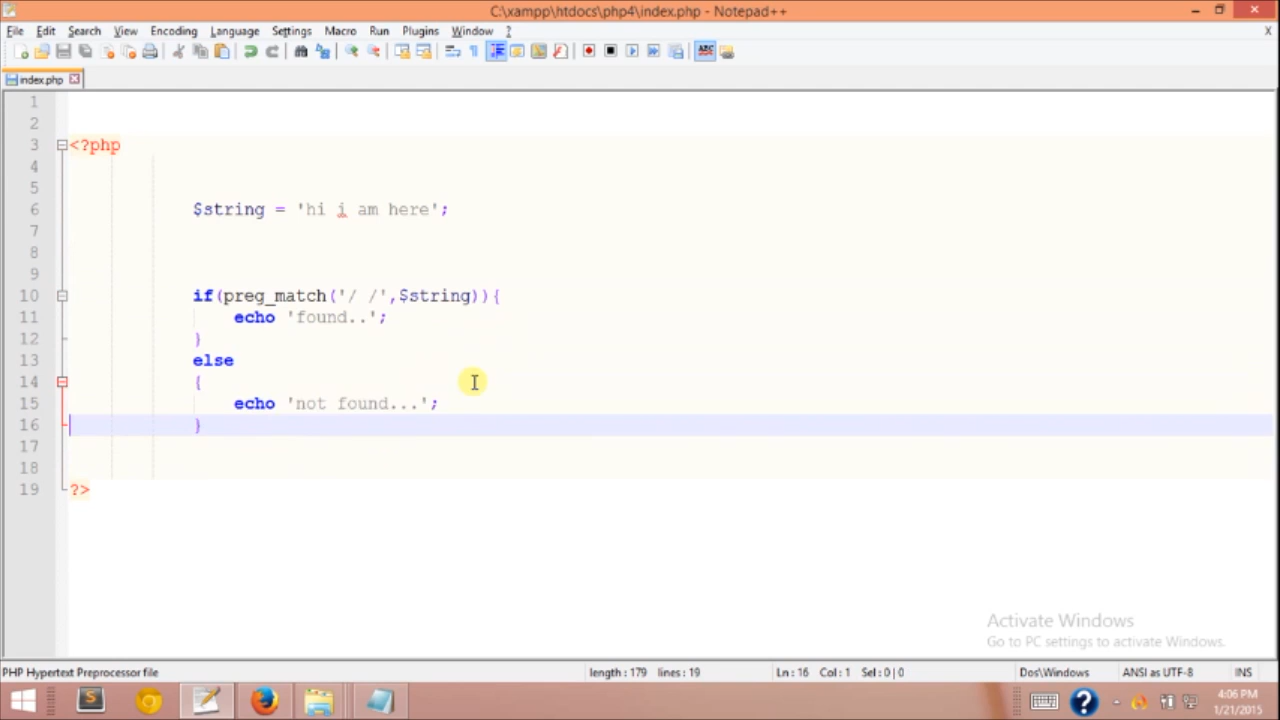 C:\xampp\htdocs\php4\index.php - Notepad++
File Edit Search View Encoding Language Settings Macro Run Plugins Window ? X
ABC
index.php
1
2
3 <?php
4
5
6 $string = 'hi i am here';
7
8
9
10 if(preg_match('/ /',$string)){
11 echo 'found..';
12 }
13 else
14 {
15 echo 'not found...';
16 }
17
18
19 ?>
Activate Windows
Go to PC settings to activate Windows.
PHP Hypertext Preprocessor file length : 179 lines : 19 Ln : 16 Col : 1 Sel : 0 | 0 Dos\Windows ANSI as UTF-8 INS
S ? 4:06 PM
1/21/2015